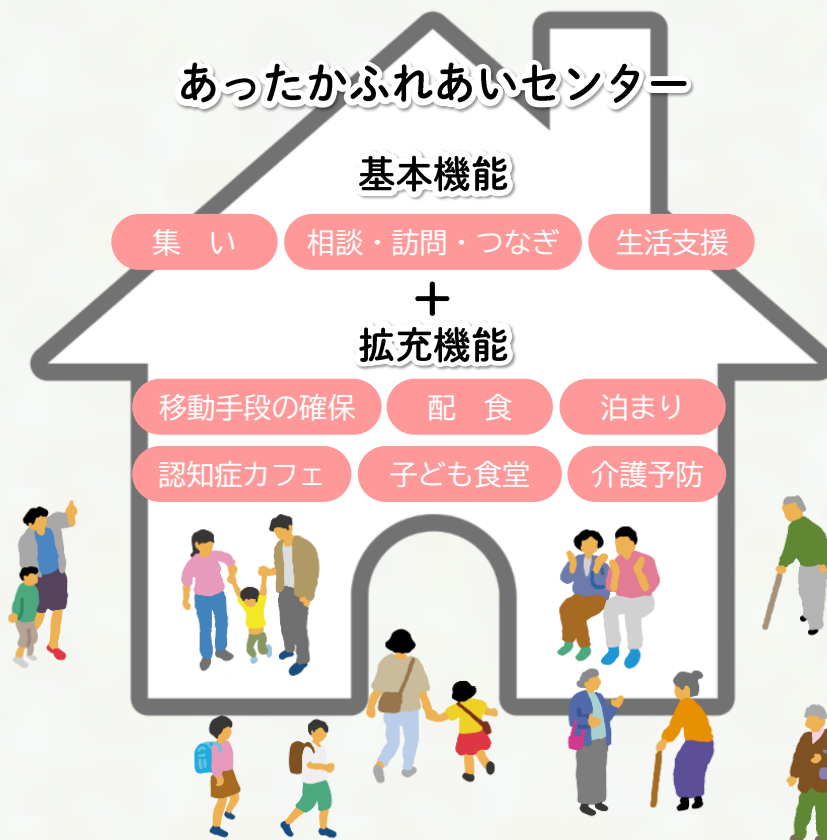 あったかふれあいセンター
基本機能
集　い　相談・訪問・つなぎ　生活支援
＋
拡充機能
移動手段の確保　配　食　泊まり
認知症カフェ　子ども食堂　介護予防